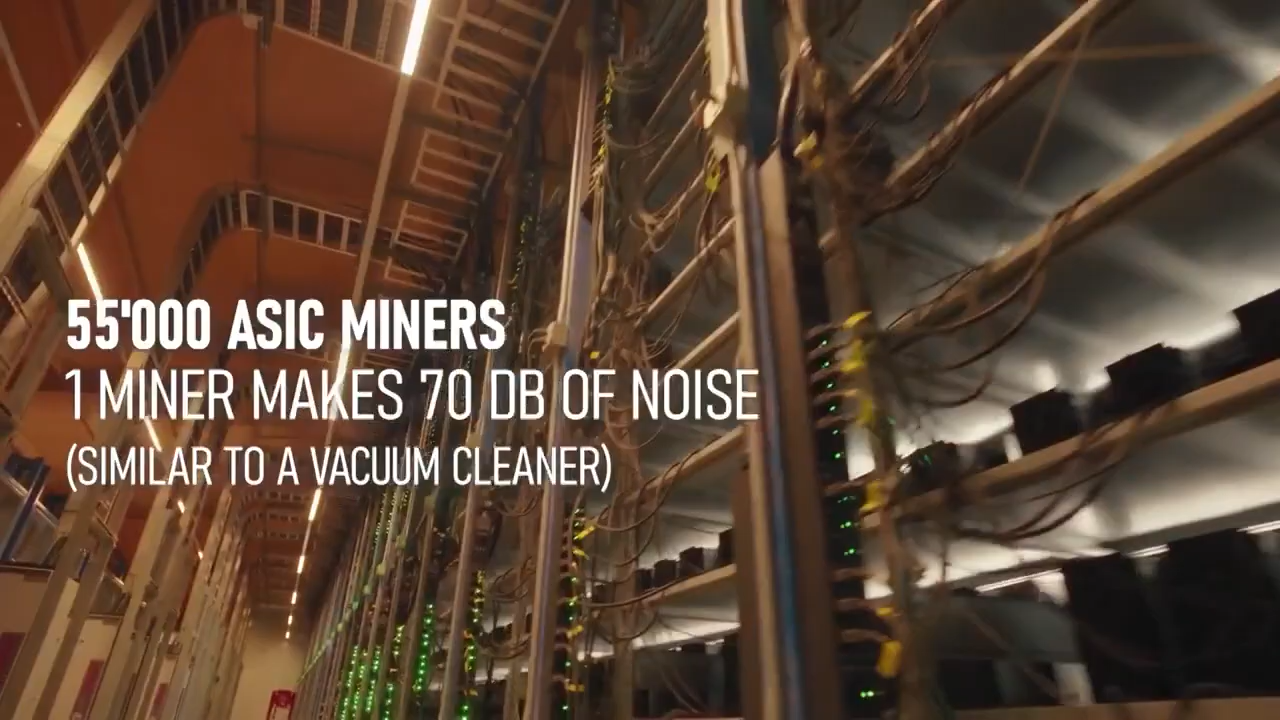 55'000 ASIC MINERS
1 MINER MAKES 70 DB OF NOISE
(SIMILAR TO A VACUUM CLEANER)